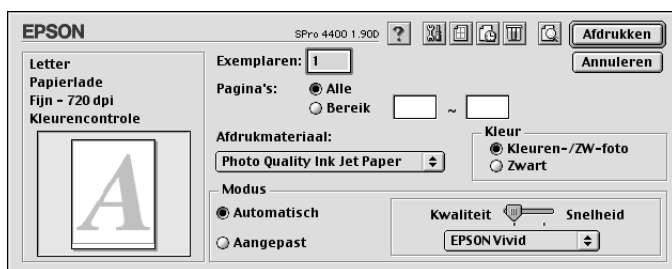 EPSON
SPro 4400 1.90D
?
Afdrukken
Letter
Papierlade
Fijn - 720 dpi
Kleurencontrole
A
Exemplaren: 1
Annuleren
Pagina's: Alle
Bereik ~
Afdrukmateriaal:
Photo Quality Ink Jet Paper
Kleur
Kleuren-/ZW-foto
Zwart
Modus
Automatisch
Aangepast
Kwaliteit Snelheid
EPSON Vivid